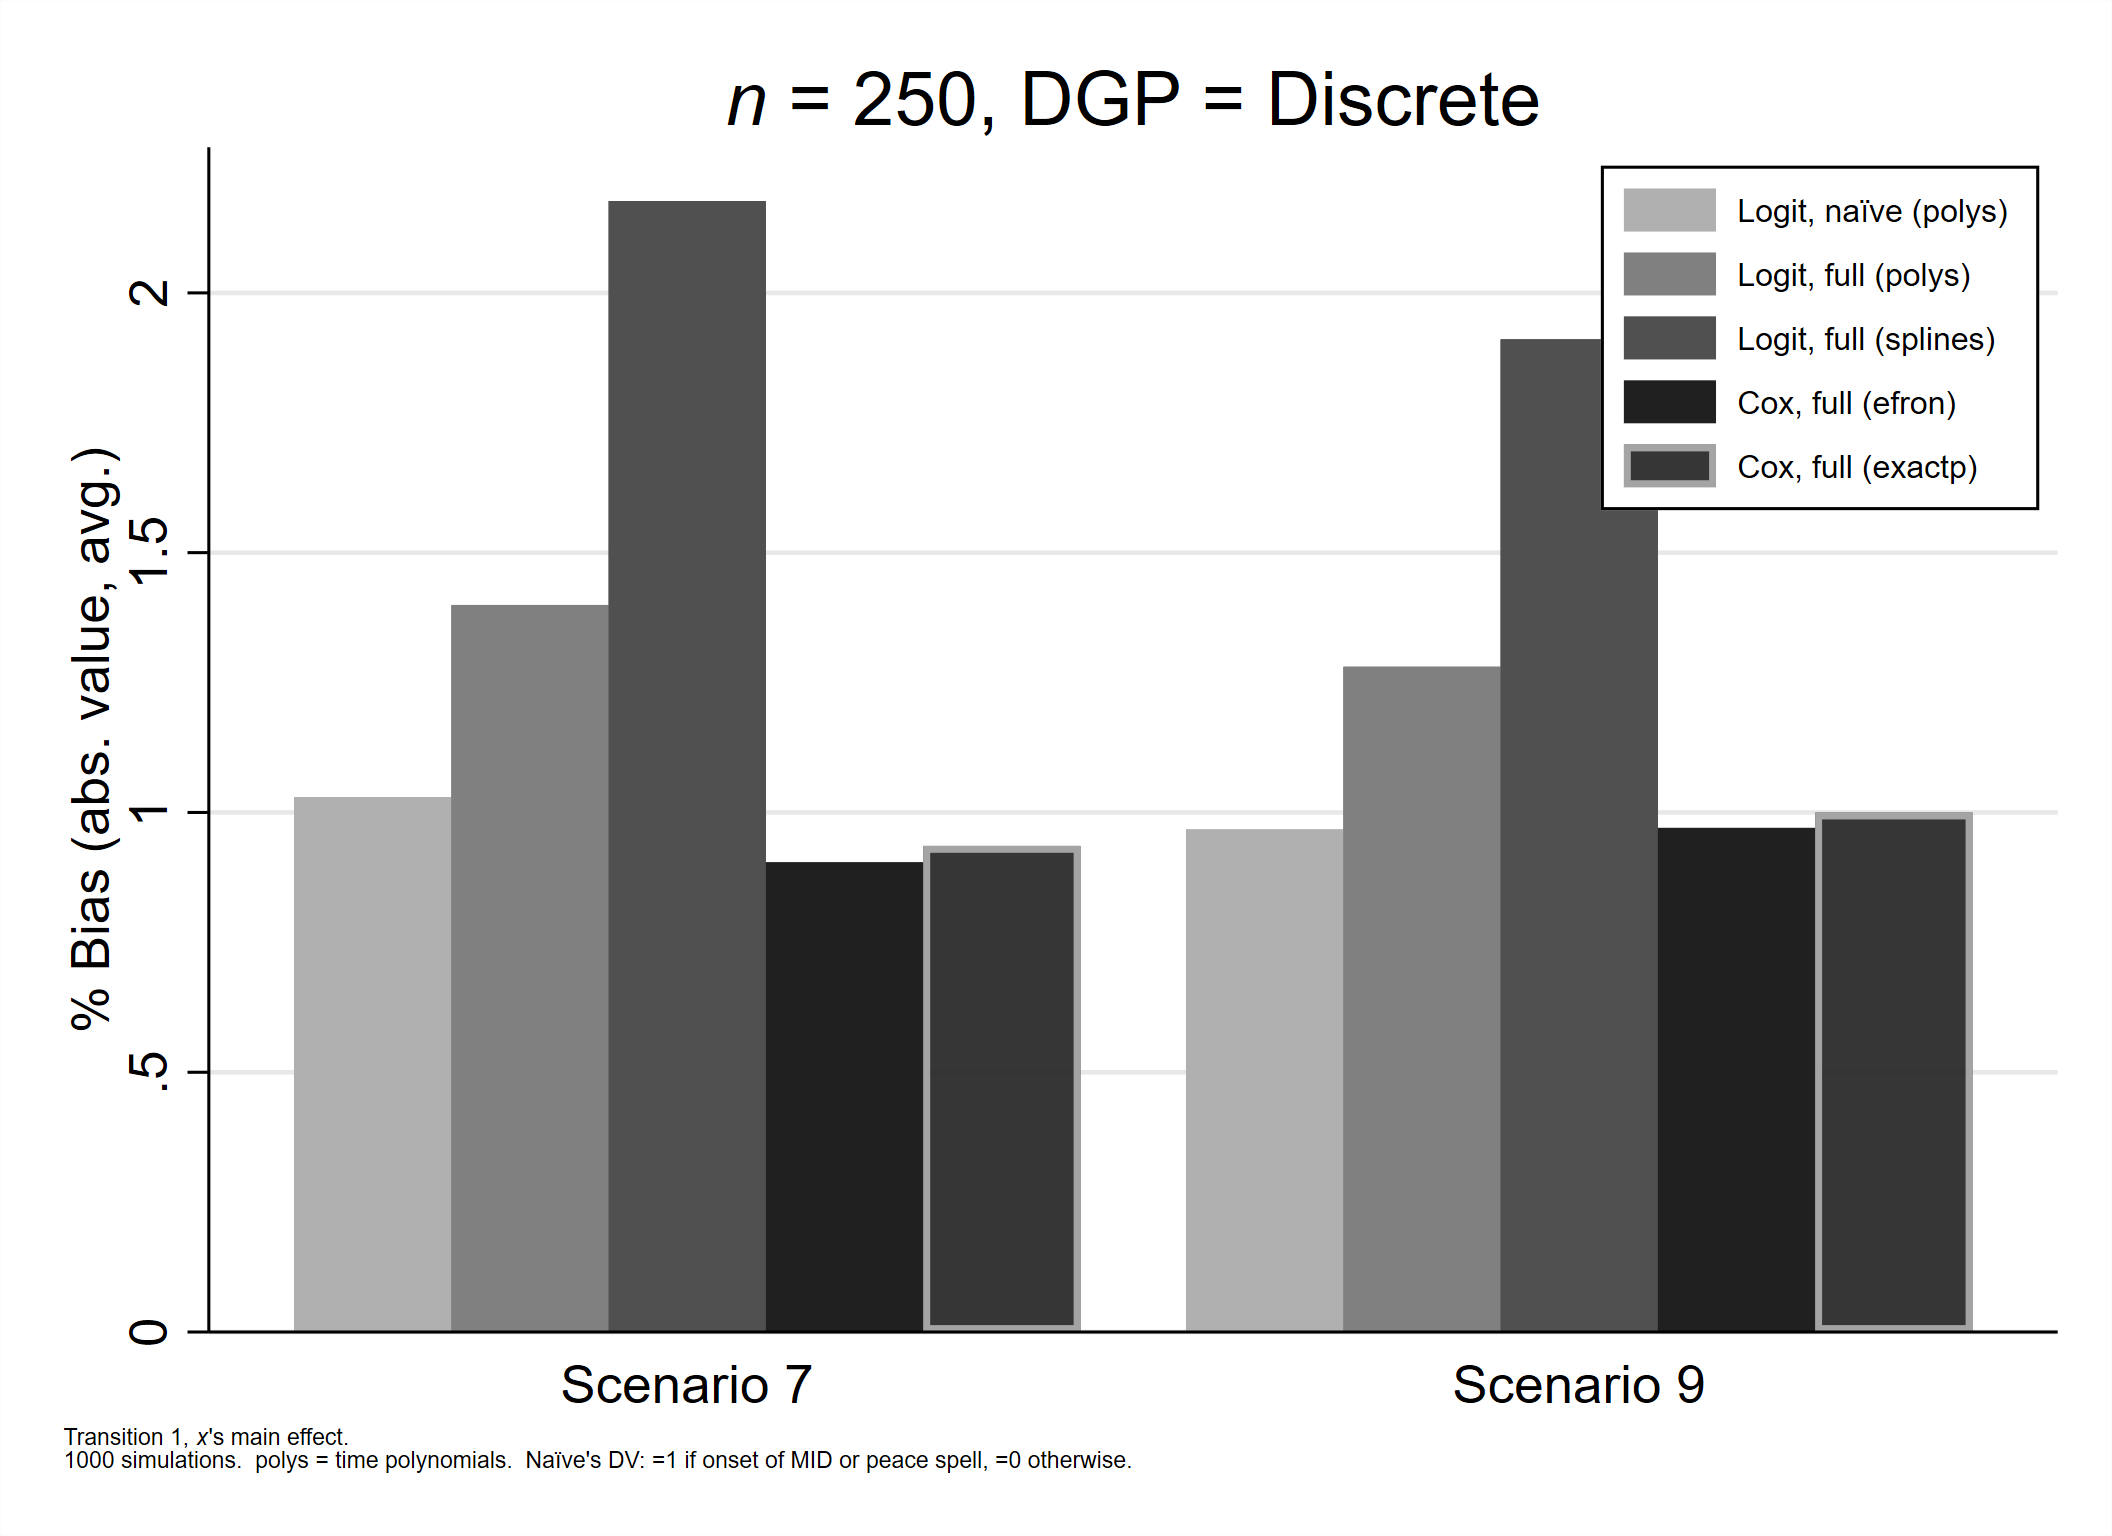 n = 250, DGP = Discrete
% Bias (abs. value, avg.)
2
1.5
1
.5
0
Logit, naïve (polys)
Logit, full (polys)
Logit, full (splines)
Cox, full (efron)
Cox, full (exactp)
Scenario 7
Scenario 9
Transition 1, x's main effect.
1000 simulations.  polys = time polynomials.  Naïve's DV: =1 if onset of MID or peace spell, =0 otherwise.